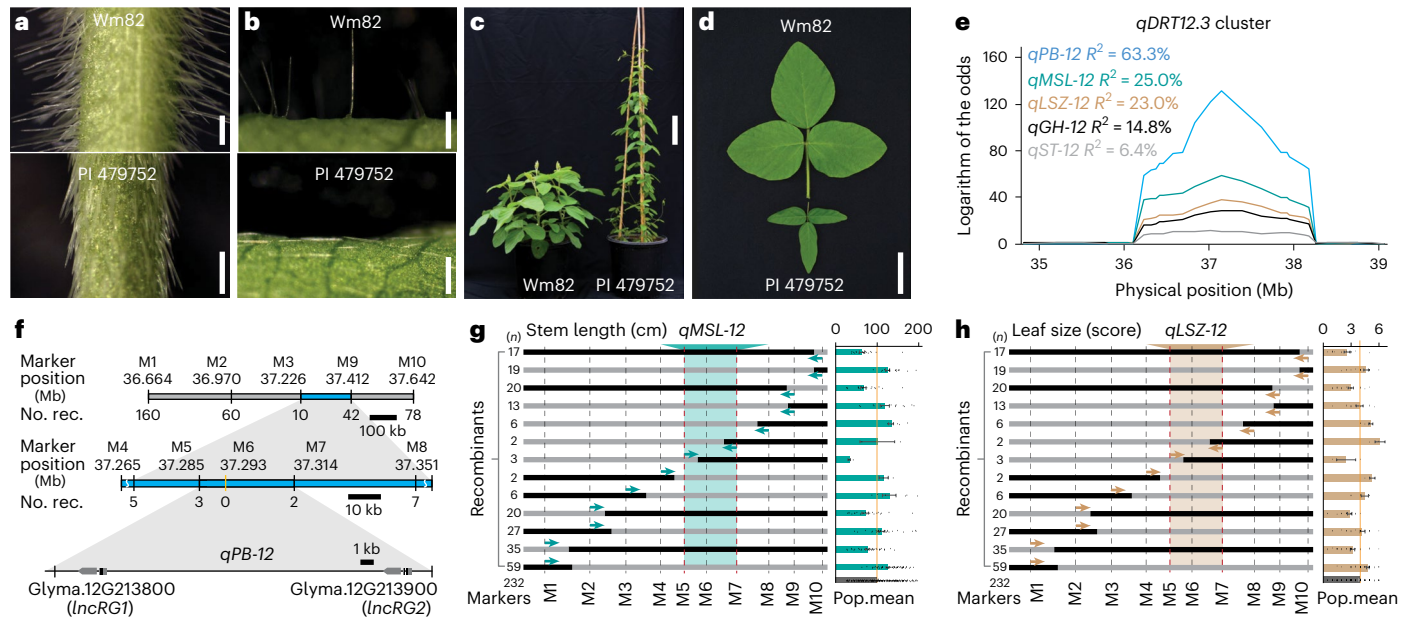 a
Wm82
PI 479752
b
Wm82
PI 479752
c
Wm82
PI 479752
d
Wm82
PI 479752
e
qDRT12.3 cluster
qPB-12 R² = 63.3%
qMSL-12 R² = 25.0%
qLSZ-12 R² = 23.0%
qGH-12 R² = 14.8%
qST-12 R² = 6.4%
Logarithm of the odds
160
120
80
40
0
35 36 37 38 39
Physical position (Mb)
f
Marker position (Mb)
M1 M2 M3 M9 M10
36.664 36.970 37.226 37.412 37.642
No. rec.
160 60 10 42 78
100 kb
Marker position (Mb)
M4 M5 M6 M7 M8
37.265 37.285 37.293 37.314 37.351
No. rec.
5 3 0 2 7
10 kb
qPB-12
1 kb
Glyma.12G213800 Glyma.12G213900
(lncRG1) (lncRG2)
g
(n) Stem length (cm) qMSL-12
0 100 200
Recombinants
17
19
20
13
6
2
3
2
6
20
27
35
59
232
Markers M1 M2 M3 M4 M5 M6 M7 M8 M9 M10
Pop.mean
h
(n) Leaf size (score) qLSZ-12
0 3 6
Recombinants
17
19
20
13
6
2
3
2
6
20
27
35
59
232
Markers M1 M2 M3 M4 M5 M6 M7 M8 M9 M10
Pop.mean